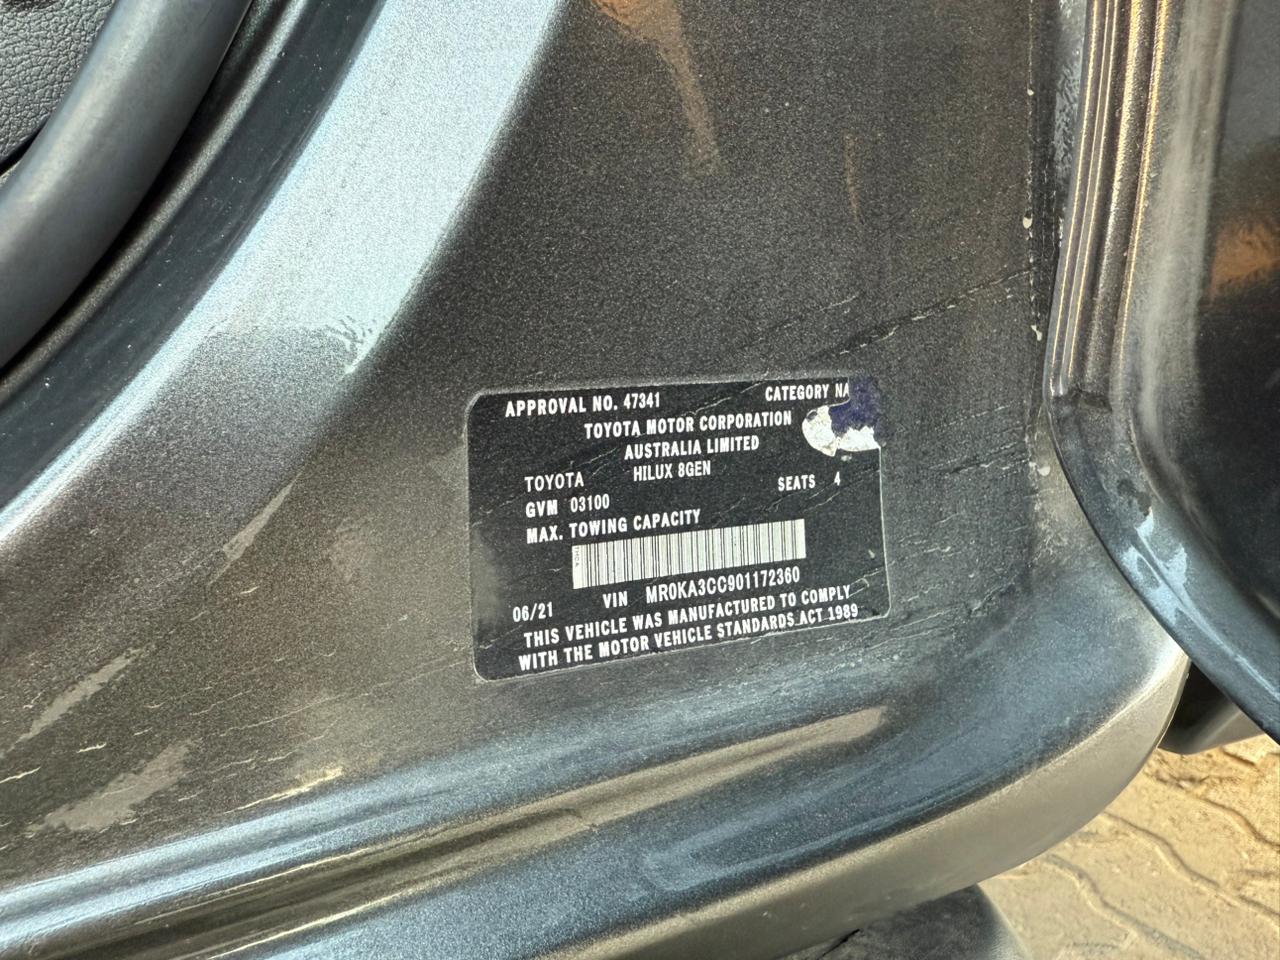 APPROVAL NO. 47341 CATEGORY NA
TOYOTA MOTOR CORPORATION
AUSTRALIA LIMITED
TOYOTA HILUX 8GEN
GVM 03100 SEATS 4
MAX. TOWING CAPACITY
TMCA
06/21 VIN MR0KA3CC901172360
THIS VEHICLE WAS MANUFACTURED TO COMPLY
WITH THE MOTOR VEHICLE STANDARDS ACT 1989